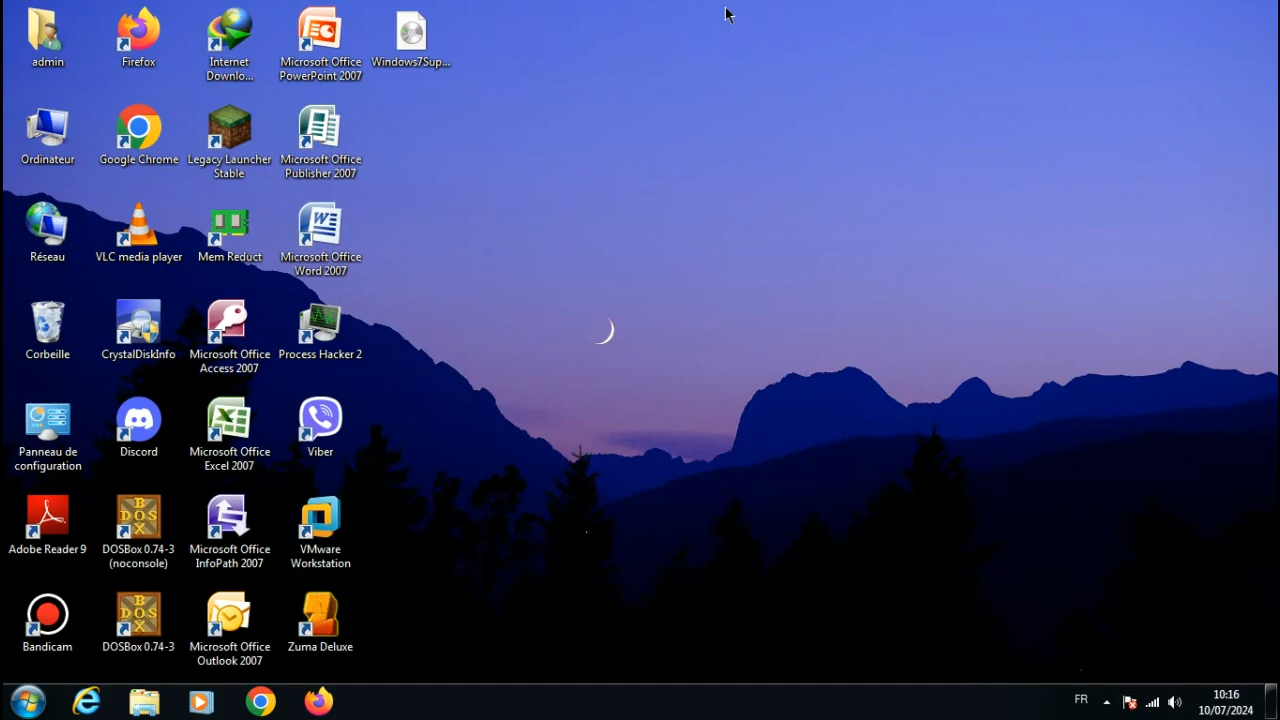 admin
Firefox
Internet
Downlo...
Microsoft Office
PowerPoint 2007
Windows7Sup...
Ordinateur
Google Chrome
Legacy Launcher
Stable
Microsoft Office
Publisher 2007
Réseau
VLC media player
Mem Reduct
Microsoft Office
Word 2007
Corbeille
CrystalDiskInfo
Microsoft Office
Access 2007
Process Hacker 2
Panneau de
configuration
Discord
Microsoft Office
Excel 2007
Viber
Adobe Reader 9
DOS
BOX
DOSBox 0.74-3
(noconsole)
Microsoft Office
InfoPath 2007
VMware
Workstation
Bandicam
DOS
BOX
DOSBox 0.74-3
Microsoft Office
Outlook 2007
Zuma Deluxe
FR
10:16
10/07/2024